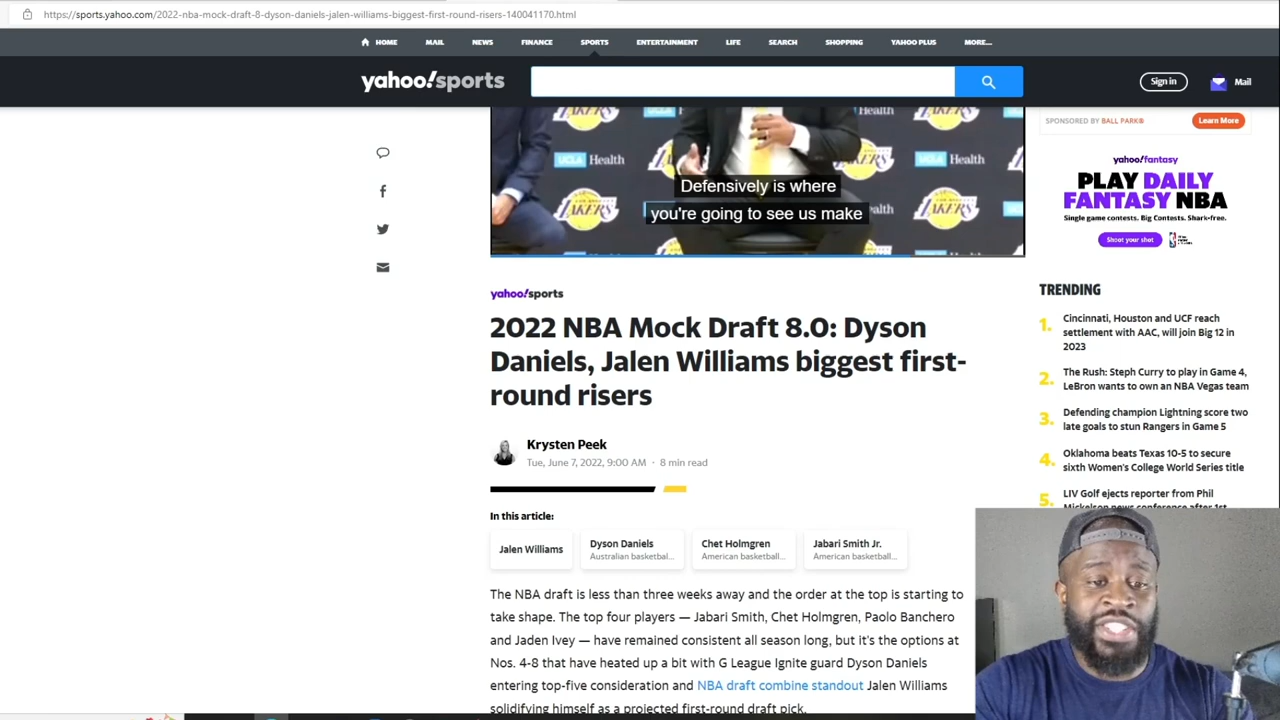 https://sports.yahoo.com/2022-nba-mock-draft-8-dyson-daniels-jalen-williams-biggest-first-round-risers-140041170.html
HOME MAIL NEWS FINANCE SPORTS ENTERTAINMENT LIFE SEARCH SHOPPING YAHOO PLUS MORE...
yahoo!sports
Sign in
Mail
Health
UCLA Health
LAKERS
Defensively is where
you're going to see us make
SPONSORED BY BALL PARK®
Learn More
yahoo!fantasy
PLAY DAILY
FANTASY NBA
Single game contests. Big Contests. Shark-free.
Shoot your shot
yahoo!sports
2022 NBA Mock Draft 8.0: Dyson
Daniels, Jalen Williams biggest first-
round risers
Krysten Peek
Tue, June 7, 2022, 9:00 AM · 8 min read
In this article:
Jalen Williams
Dyson Daniels
Australian basketbal...
Chet Holmgren
American basketball...
Jabari Smith Jr.
American basketball...
The NBA draft is less than three weeks away and the order at the top is starting to
take shape. The top four players — Jabari Smith, Chet Holmgren, Paolo Banchero
and Jaden Ivey — have remained consistent all season long, but it's the options at
Nos. 4-8 that have heated up a bit with G League Ignite guard Dyson Daniels
entering top-five consideration and NBA draft combine standout Jalen Williams
solidifying himself as a projected first-round draft pick.
TRENDING
1. Cincinnati, Houston and UCF reach
settlement with AAC, will join Big 12 in
2023
2. The Rush: Steph Curry to play in Game 4,
LeBron wants to own an NBA Vegas team
3. Defending champion Lightning score two
late goals to stun Rangers in Game 5
4. Oklahoma beats Texas 10-5 to secure
sixth Women's College World Series title
5. LIV Golf ejects reporter from Phil
Mickelson news conference after 1st